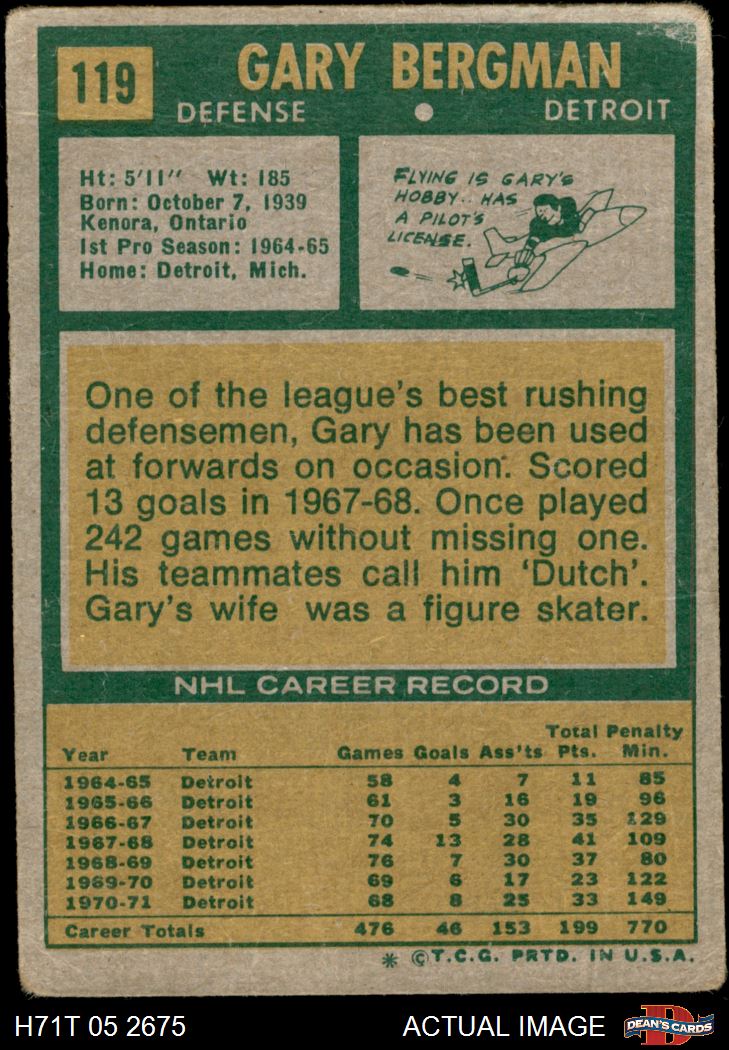 119
GARY BERGMAN
DEFENSE • DETROIT
Ht: 5'11" Wt: 185
Born: October 7, 1939
Kenora, Ontario
1st Pro Season: 1964-65
Home: Detroit, Mich.
FLYING IS GARY'S
HOBBY.. HAS
A PILOT'S
LICENSE.
One of the league's best rushing
defensemen, Gary has been used
at forwards on occasion. Scored
13 goals in 1967-68. Once played
242 games without missing one.
His teammates call him 'Dutch'.
Gary's wife was a figure skater.
NHL CAREER RECORD
Year Team Games Goals Ass'ts Total Pts. Penalty Min.
1964-65 Detroit 58 4 7 11 85
1965-66 Detroit 61 3 16 19 96
1966-67 Detroit 70 5 30 35 129
1967-68 Detroit 74 13 28 41 109
1968-69 Detroit 76 7 30 37 80
1969-70 Detroit 69 6 17 23 122
1970-71 Detroit 68 8 25 33 149
Career Totals 476 46 153 199 770
* ©T.C.G. PRTD. IN U.S.A.
H71T 05 2675 ACTUAL IMAGE
D
DEAN'S CARDS